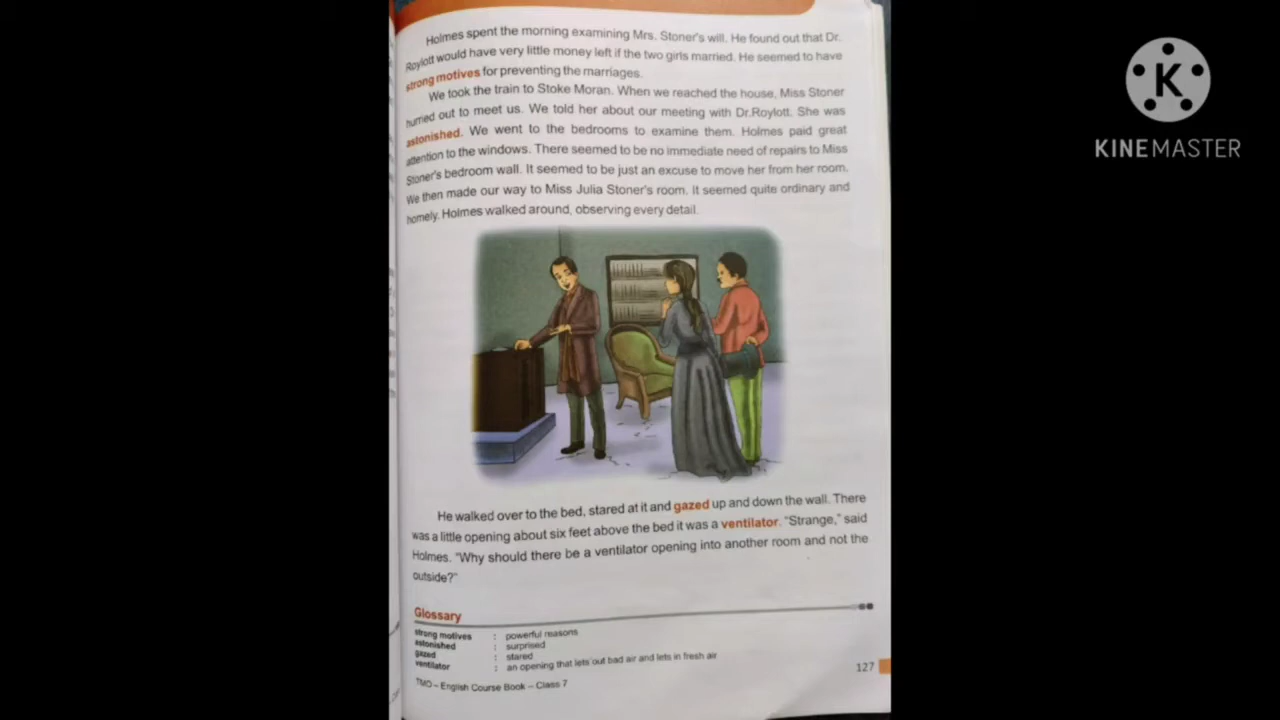 Holmes spent the morning examining Mrs. Stoner's will. He found out that Dr.
Roylott would have very little money left if the two girls married. He seemed to have
strong motives for preventing the marriages.
We took the train to Stoke Moran. When we reached the house, Miss Stoner
hurried out to meet us. We told her about our meeting with Dr.Roylott. She was
astonished. We went to the bedrooms to examine them. Holmes paid great
attention to the windows. There seemed to be no immediate need of repairs to Miss
Stoner's bedroom wall. It seemed to be just an excuse to move her from her room.
We then made our way to Miss Julia Stoner's room. It seemed quite ordinary and
homely. Holmes walked around, observing every detail.
He walked over to the bed, stared at it and gazed up and down the wall. There
was a little opening about six feet above the bed it was a ventilator. "Strange," said
Holmes. "Why should there be a ventilator opening into another room and not the
outside?"
Glossary
strong motives : powerful reasons
astonished : surprised
gazed : stared
ventilator : an opening that lets out bad air and lets in fresh air
TMO – English Course Book – Class 7
127
K
KINEMASTER